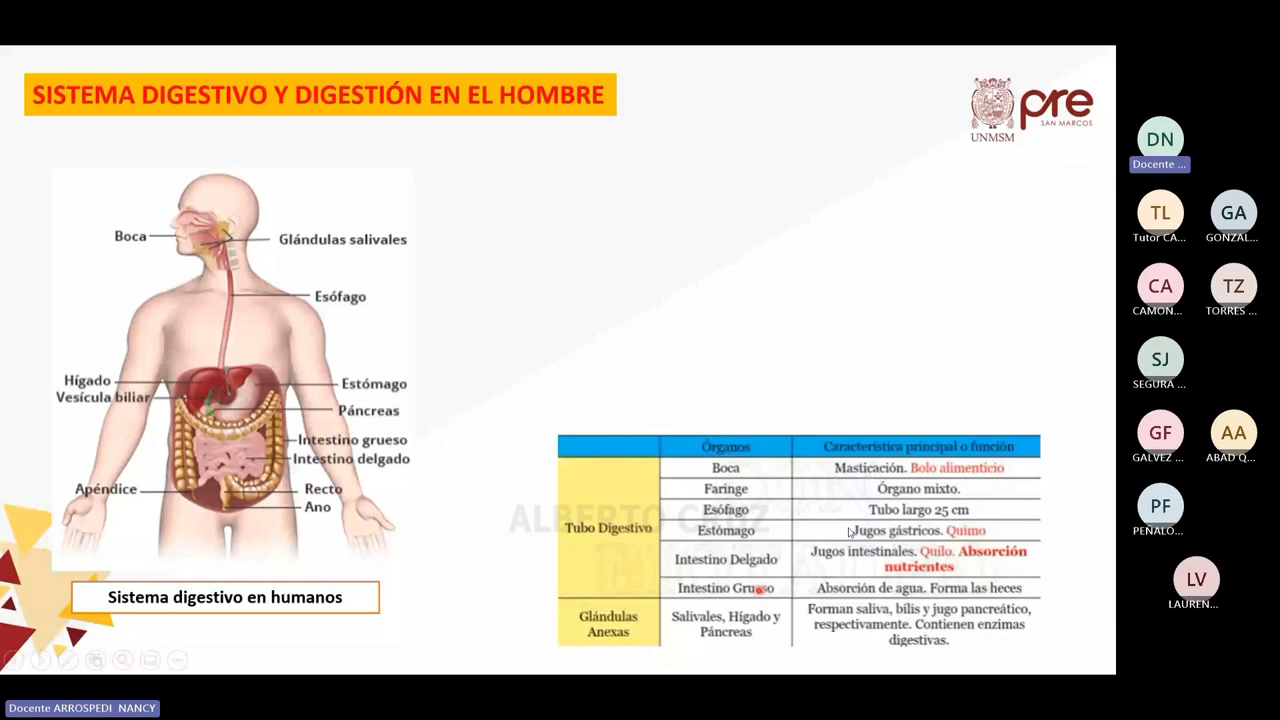 SISTEMA DIGESTIVO Y DIGESTIÓN EN EL HOMBRE
UNMSM
pre
SAN MARCOS
Boca
Glándulas salivales
Esófago
Hígado
Vesícula biliar
Estómago
Páncreas
Intestino grueso
Intestino delgado
Apéndice
Recto
Ano
Sistema digestivo en humanos
Órganos
Característica principal o función
Tubo Digestivo
Boca
Masticación. Bolo alimenticio
Faringe
Órgano mixto.
Esófago
Tubo largo 25 cm
Estómago
Jugos gástricos. Quimo
Intestino Delgado
Jugos intestinales. Quilo. Absorción
nutrientes
Intestino Grueso
Absorción de agua. Forma las heces
Glándulas
Anexas
Salivales, Hígado y
Páncreas
Forman saliva, bilis y jugo pancreático,
respectivamente. Contienen enzimas
digestivas.
ALBERTO CRUZ
DN
Docente ...
TL
Tutor CA...
GA
GONZAL...
CA
CAMON...
TZ
TORRES ...
SJ
SEGURA ...
GF
GALVEZ ...
AA
ABAD Q...
PF
PEÑALO...
LV
LAUREN...
Docente ARROSPEDI NANCY